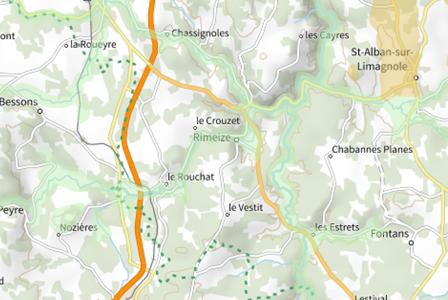 ont
la Roueyre
Chassignoles
les Cayres
St-Alban-sur-
Limagnole
Bessons
le Crouzet
Rimeize
Chabannes Planes
le Rouchat
Peyre
le Vestit
Noziéres
les Estrets
Fontans
d
Lestival